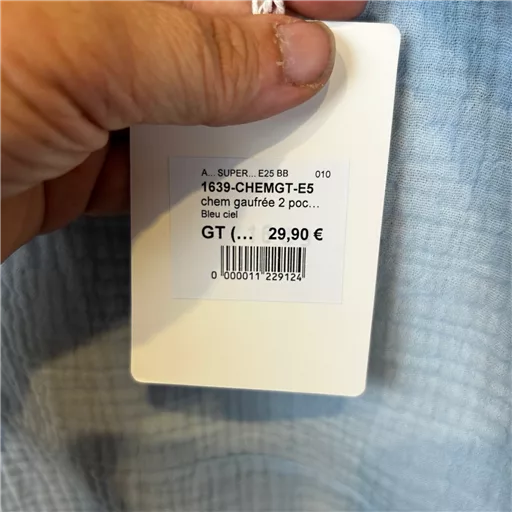 A... SUPER... E25 BB 010
1639-CHEMGT-E5
chem gaufrée 2 poc...
Bleu ciel
GT (... 29,90 €
0 000011 229124